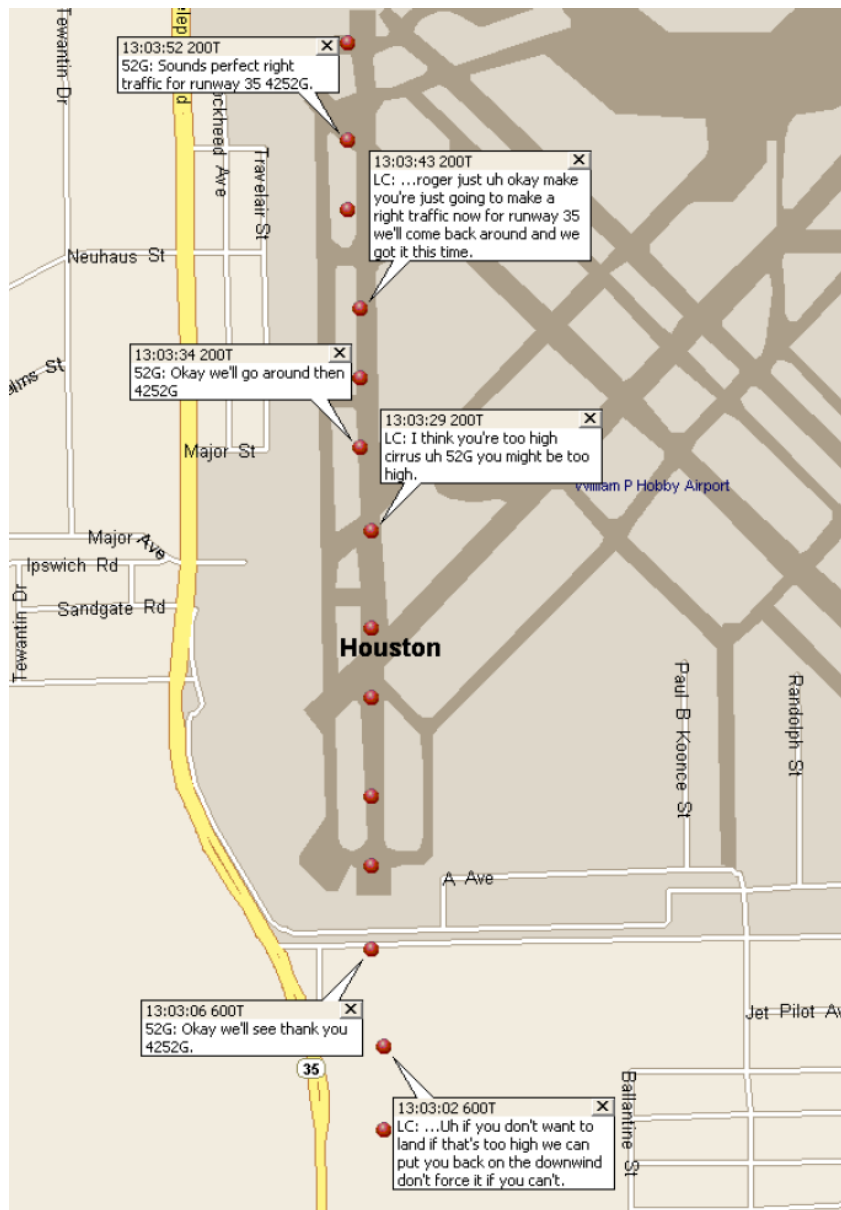 Tewantin Dr
Telep
d
13:03:52 200T
52G: Sounds perfect right
traffic for runway 35 4252G.
ockheed Ave
Travelair St
13:03:43 200T
LC: ...roger just uh okay make
you're just going to make a
right traffic now for runway 35
we'll come back around and we
got it this time.
Neuhaus St
elms St
13:03:34 200T
52G: Okay we'll go around then
4252G
13:03:29 200T
LC: I think you're too high
cirrus uh 52G you might be too
high.
Major St
William P Hobby Airport
Major Ave
Ipswich Rd
Sandgate Rd
Tewantin Dr
Houston
Paul B Koonce St
Randolph St
A Ave
13:03:06 600T
52G: Okay we'll see thank you
4252G.
Jet Pilot Av
35
13:03:02 600T
LC: ...Uh if you don't want to
land if that's too high we can
put you back on the downwind
don't force it if you can't.
Ballantine St